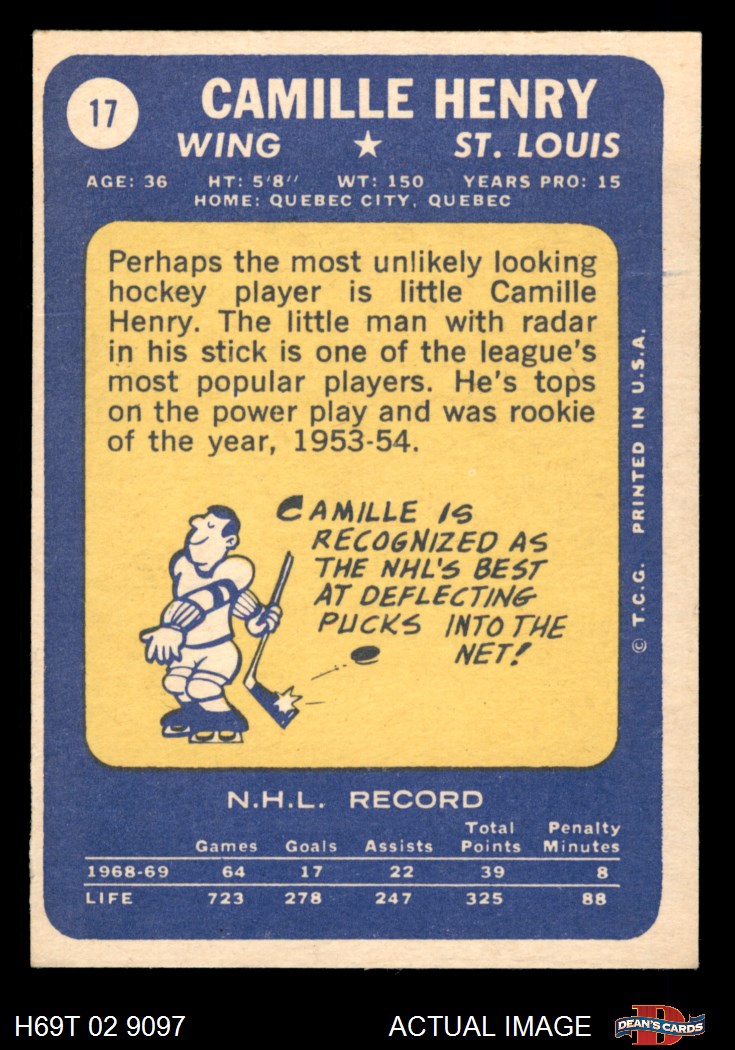 17
CAMILLE HENRY
WING ★ ST. LOUIS
AGE: 36 HT: 5'8" WT: 150 YEARS PRO: 15
HOME: QUEBEC CITY, QUEBEC
Perhaps the most unlikely looking
hockey player is little Camille
Henry. The little man with radar
in his stick is one of the league's
most popular players. He's tops
on the power play and was rookie
of the year, 1953-54.
CAMILLE IS
RECOGNIZED AS
THE NHL'S BEST
AT DEFLECTING
PUCKS INTO THE
NET!
© T.C.G. PRINTED IN U.S.A.
N.H.L. RECORD
Games Goals Assists Total Points Penalty Minutes
1968-69 64 17 22 39 8
LIFE 723 278 247 325 88
H69T 02 9097 ACTUAL IMAGE
D
DEAN'S CARDS